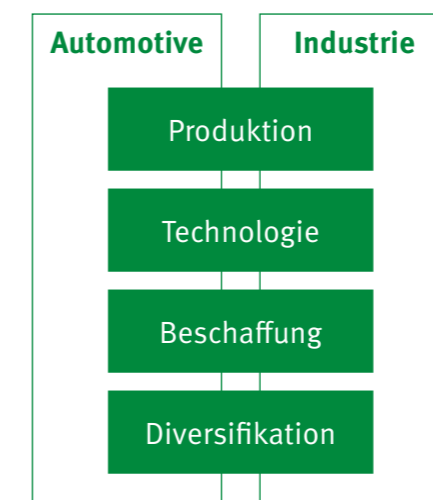 Automotive Industrie
Produktion
Technologie
Beschaffung
Diversifikation